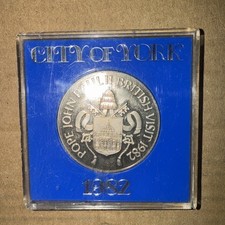 CITY OF YORK
POPE JOHN PAUL II BRITISH VISIT 1982
1982